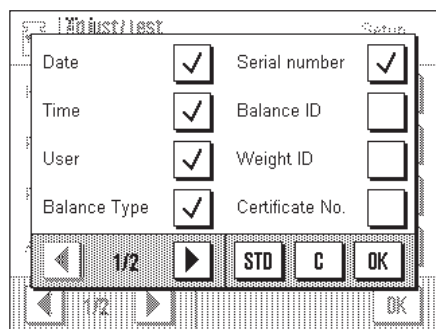 Adjust/Test
Setup
Date
Serial number
Time
Balance ID
User
Weight ID
Balance Type
Certificate No.
1/2
STD
C
OK
1/2
OK